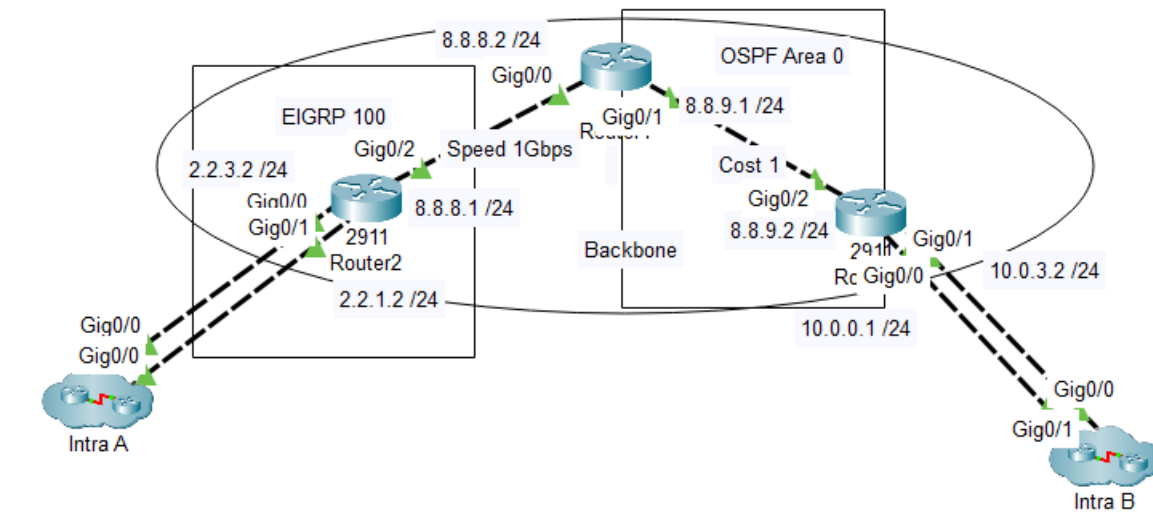 8.8.8.2 /24
OSPF Area 0
Gig0/0
8.8.9.1 /24
Gig0/1
EIGRP 100
Gig0/2
Speed 1Gbps
Cost 1
2.2.3.2 /24
Gig0/0
Gig0/2
8.8.8.1 /24
Gig0/1
8.8.9.2 /24
2911
Gig0/1
Router2
Backbone
2911
10.0.3.2 /24
Gig0/0
2.2.1.2 /24
Gig0/0
10.0.0.1 /24
Gig0/0
Gig0/0
Gig0/1
Intra A
Intra B